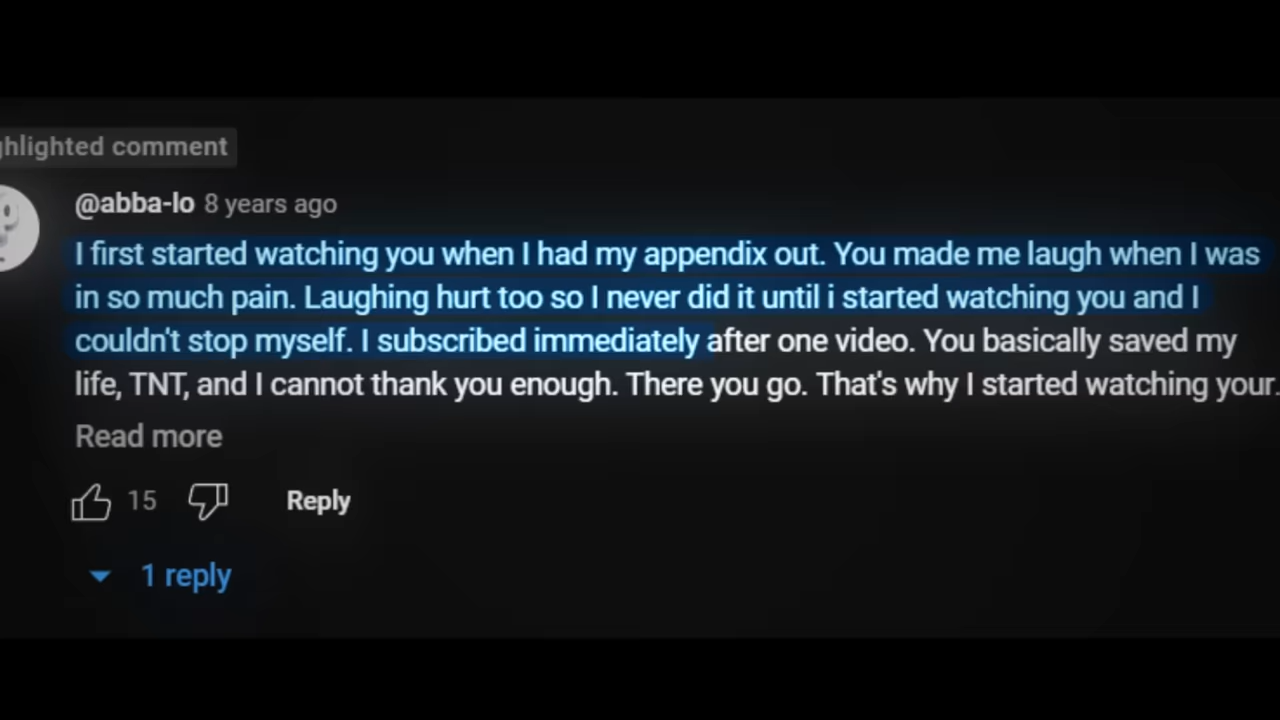 ghlighted comment
@abba-lo 8 years ago
I first started watching you when I had my appendix out. You made me laugh when I was
in so much pain. Laughing hurt too so I never did it until i started watching you and I
couldn't stop myself. I subscribed immediately after one video. You basically saved my
life, TNT, and I cannot thank you enough. There you go. That's why I started watching your.
Read more
15 Reply
1 reply